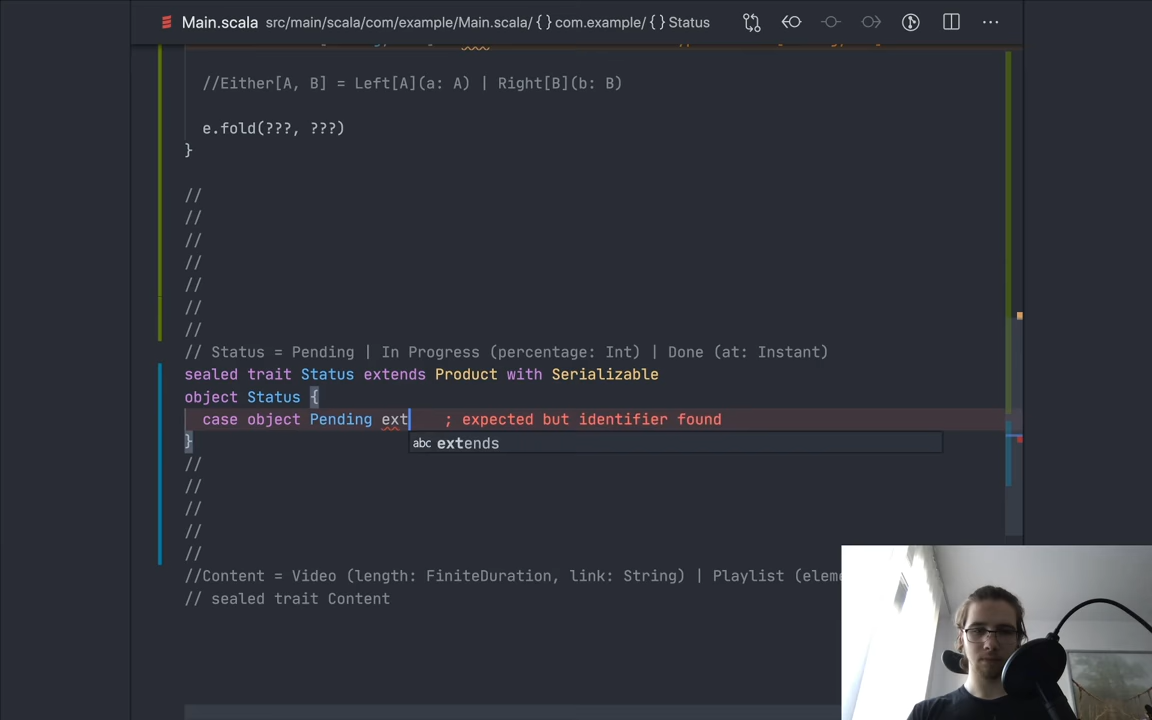 Main.scala src/main/scala/com/example/Main.scala/ {} com.example/ {} Status
//Either[A, B] = Left[A](a: A) | Right[B](b: B)
e.fold(???, ???)
}
//
//
//
//
//
//
//
// Status = Pending | In Progress (percentage: Int) | Done (at: Instant)
sealed trait Status extends Product with Serializable
object Status {
case object Pending ext ; expected but identifier found
abc extends
}
//
//
//
//
//
//Content = Video (length: FiniteDuration, link: String) | Playlist (eleme
// sealed trait Content